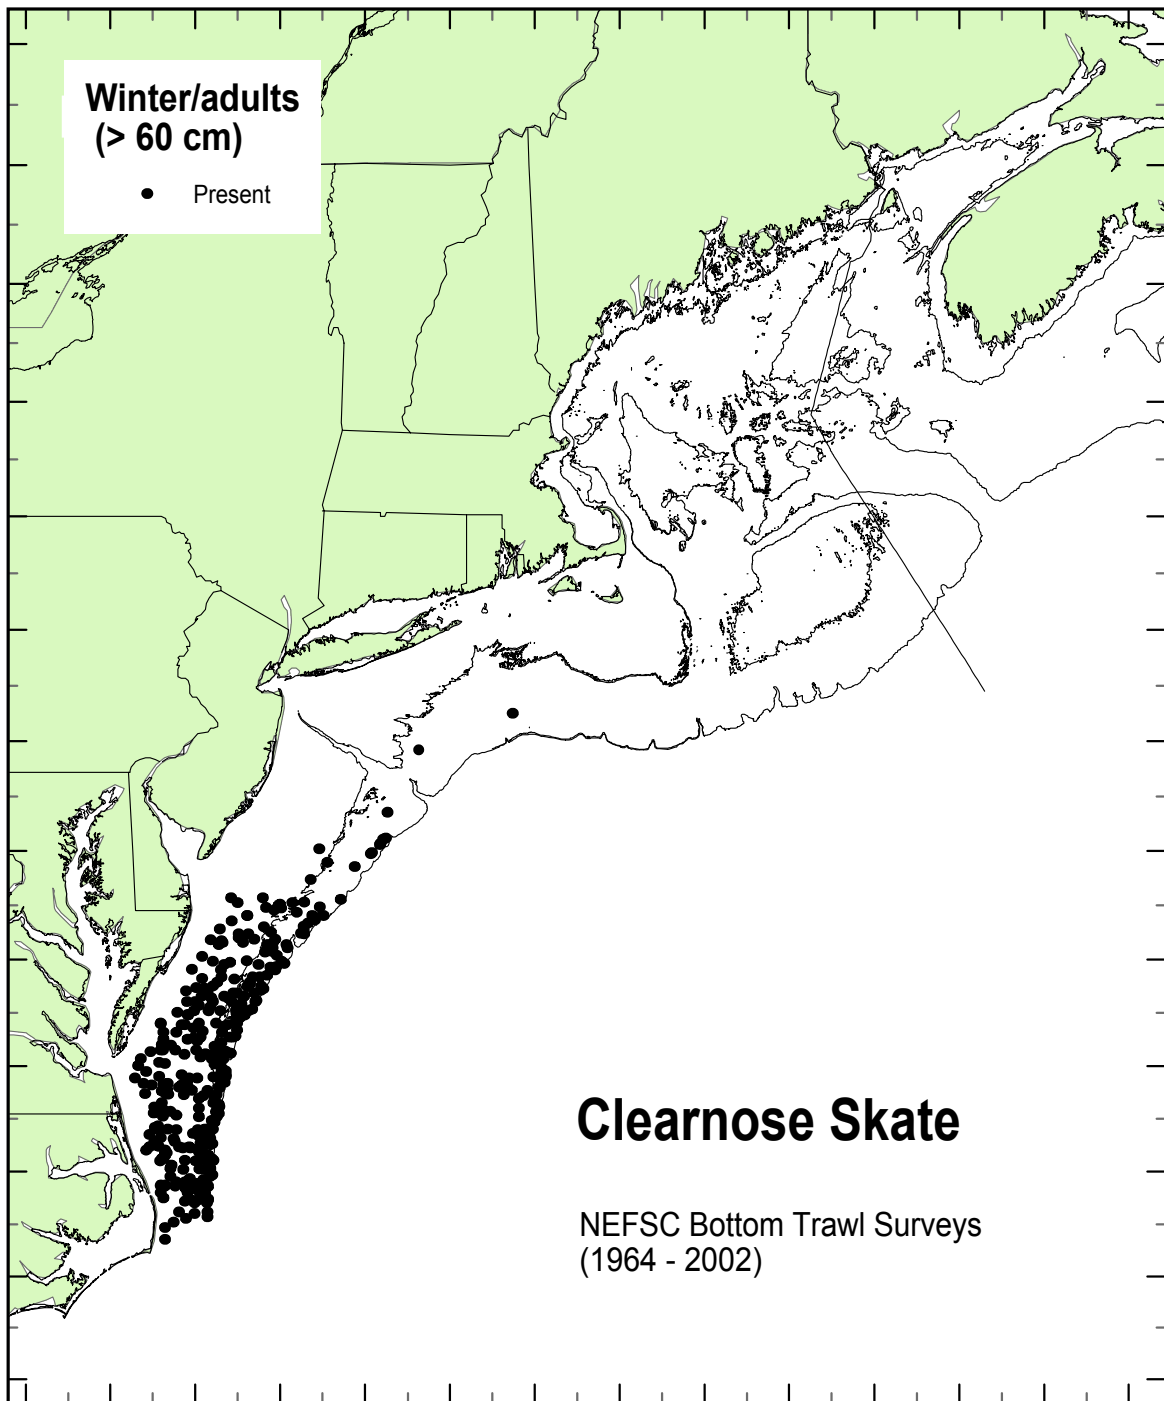 Winter/adults
(> 60 cm)
Present
Clearnose Skate
NEFSC Bottom Trawl Surveys
(1964 - 2002)